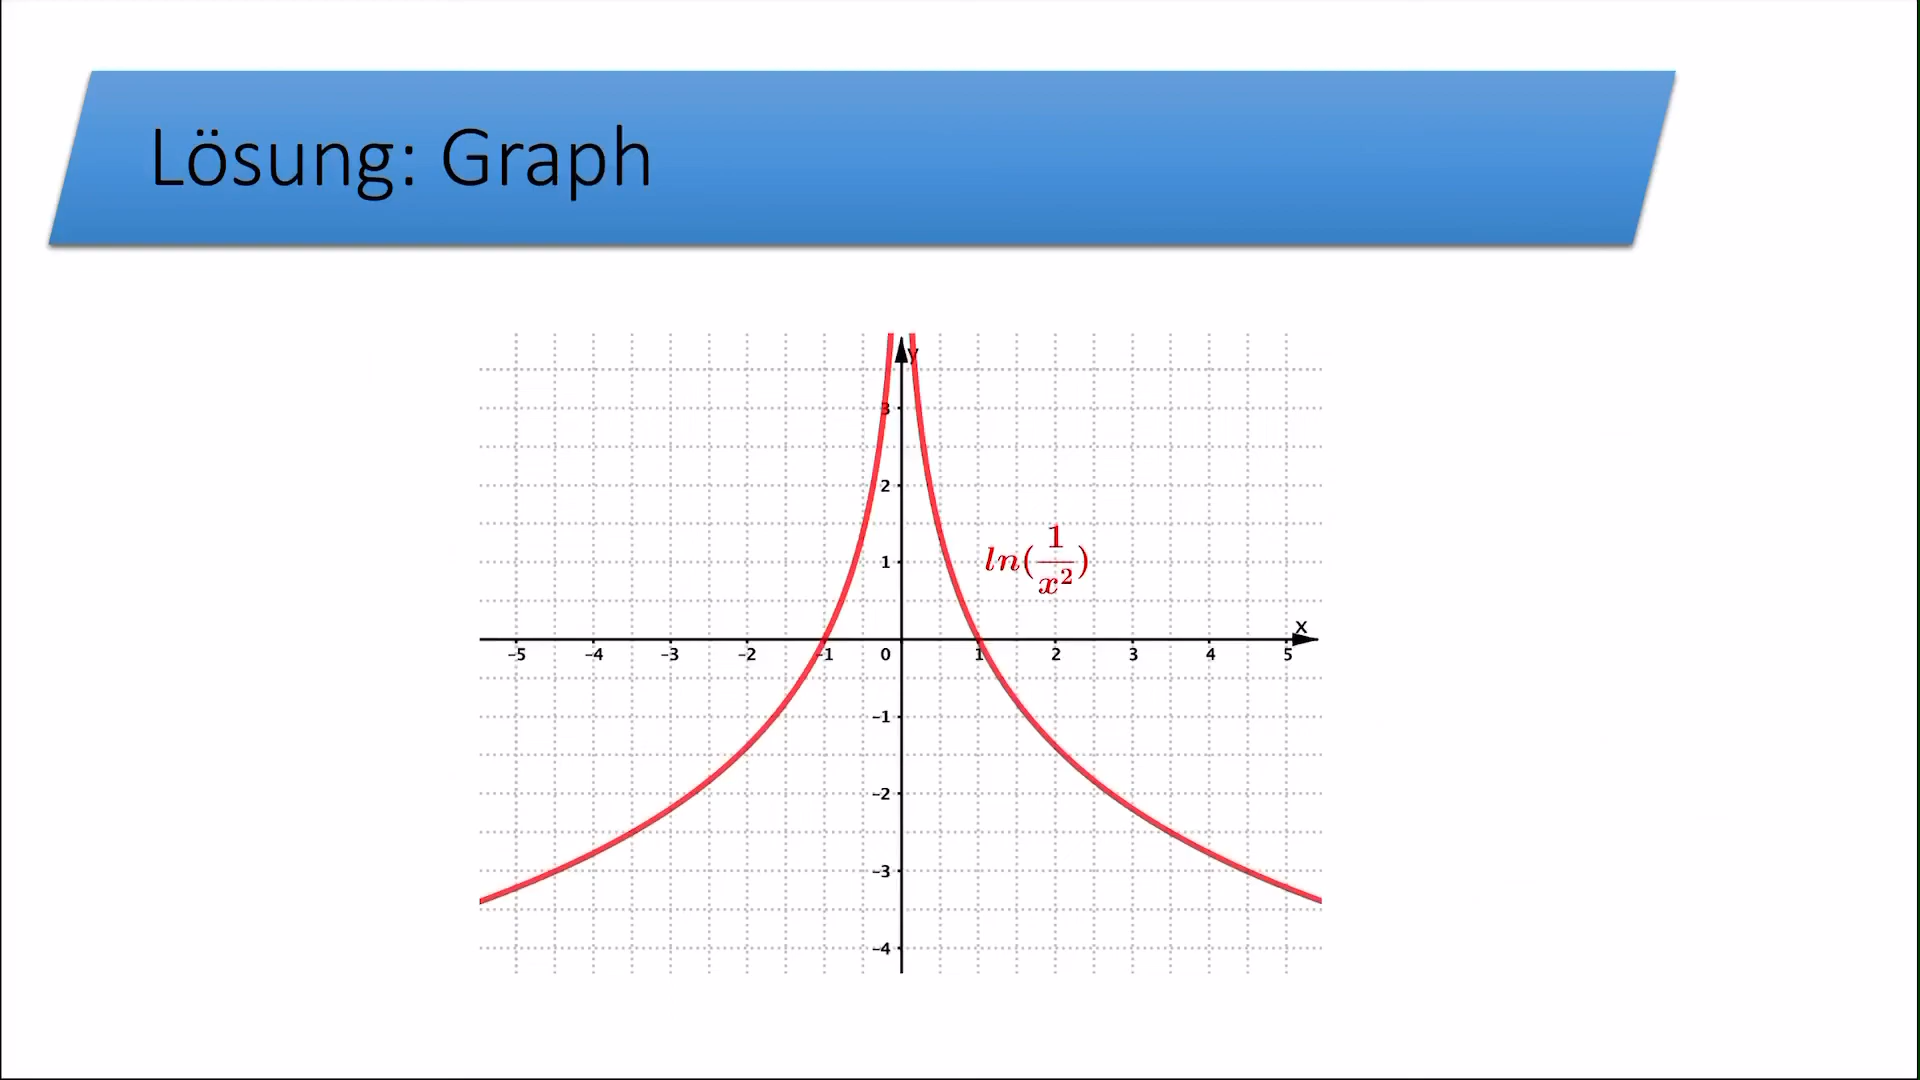 Lösung: Graph
y
3
2
ln(1/x²)
1
x
–5 –4 –3 –2 –1 0 1 2 3 4 5
–1
–2
–3
–4